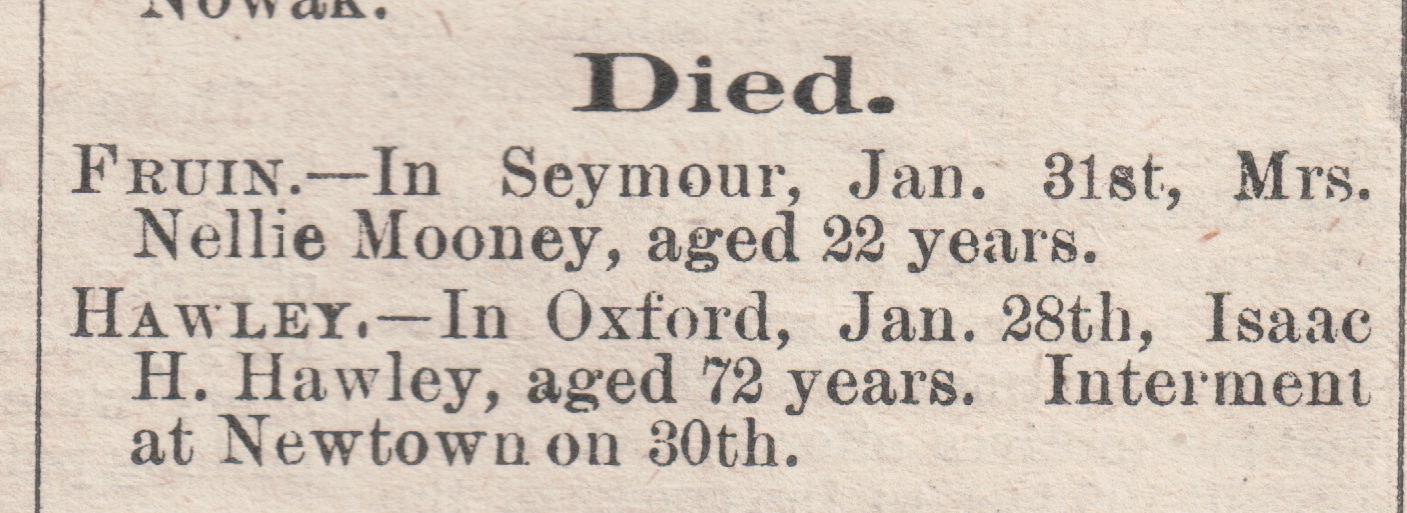 Nowak.
Died.
FRUIN.—In Seymour, Jan. 31st, Mrs.
Nellie Mooney, aged 22 years.
HAWLEY.—In Oxford, Jan. 28th, Isaac
H. Hawley, aged 72 years. Interment
at Newtown on 30th.